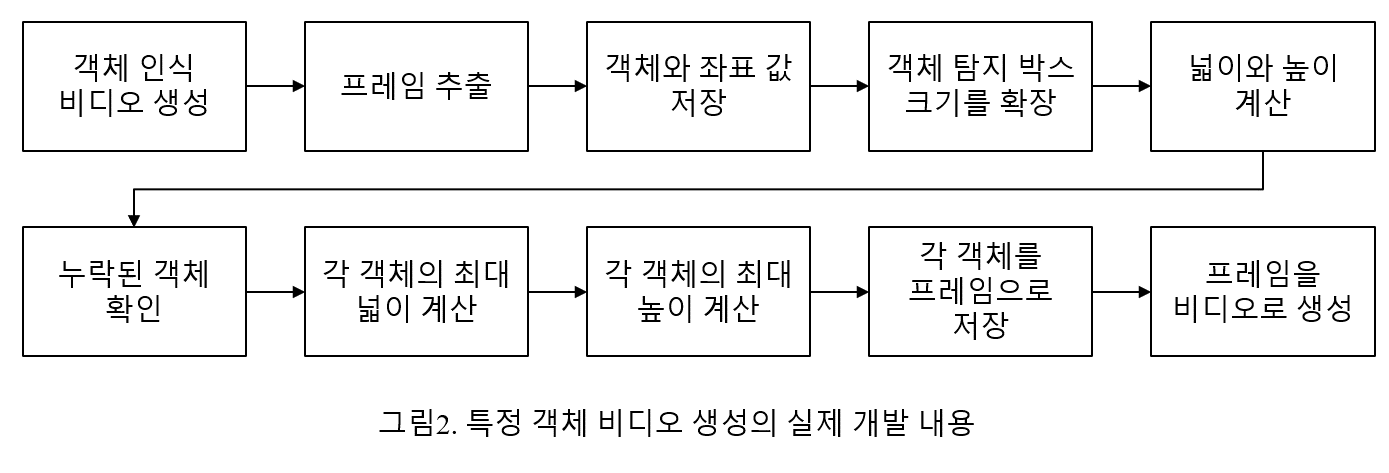 객체 인식
비디오 생성
프레임 추출
객체와 좌표 값
저장
객체 탐지 박스
크기를 확장
넓이와 높이
계산
누락된 객체
확인
각 객체의 최대
넓이 계산
각 객체의 최대
높이 계산
각 객체를
프레임으로
저장
프레임을
비디오로 생성
그림2. 특정 객체 비디오 생성의 실제 개발 내용